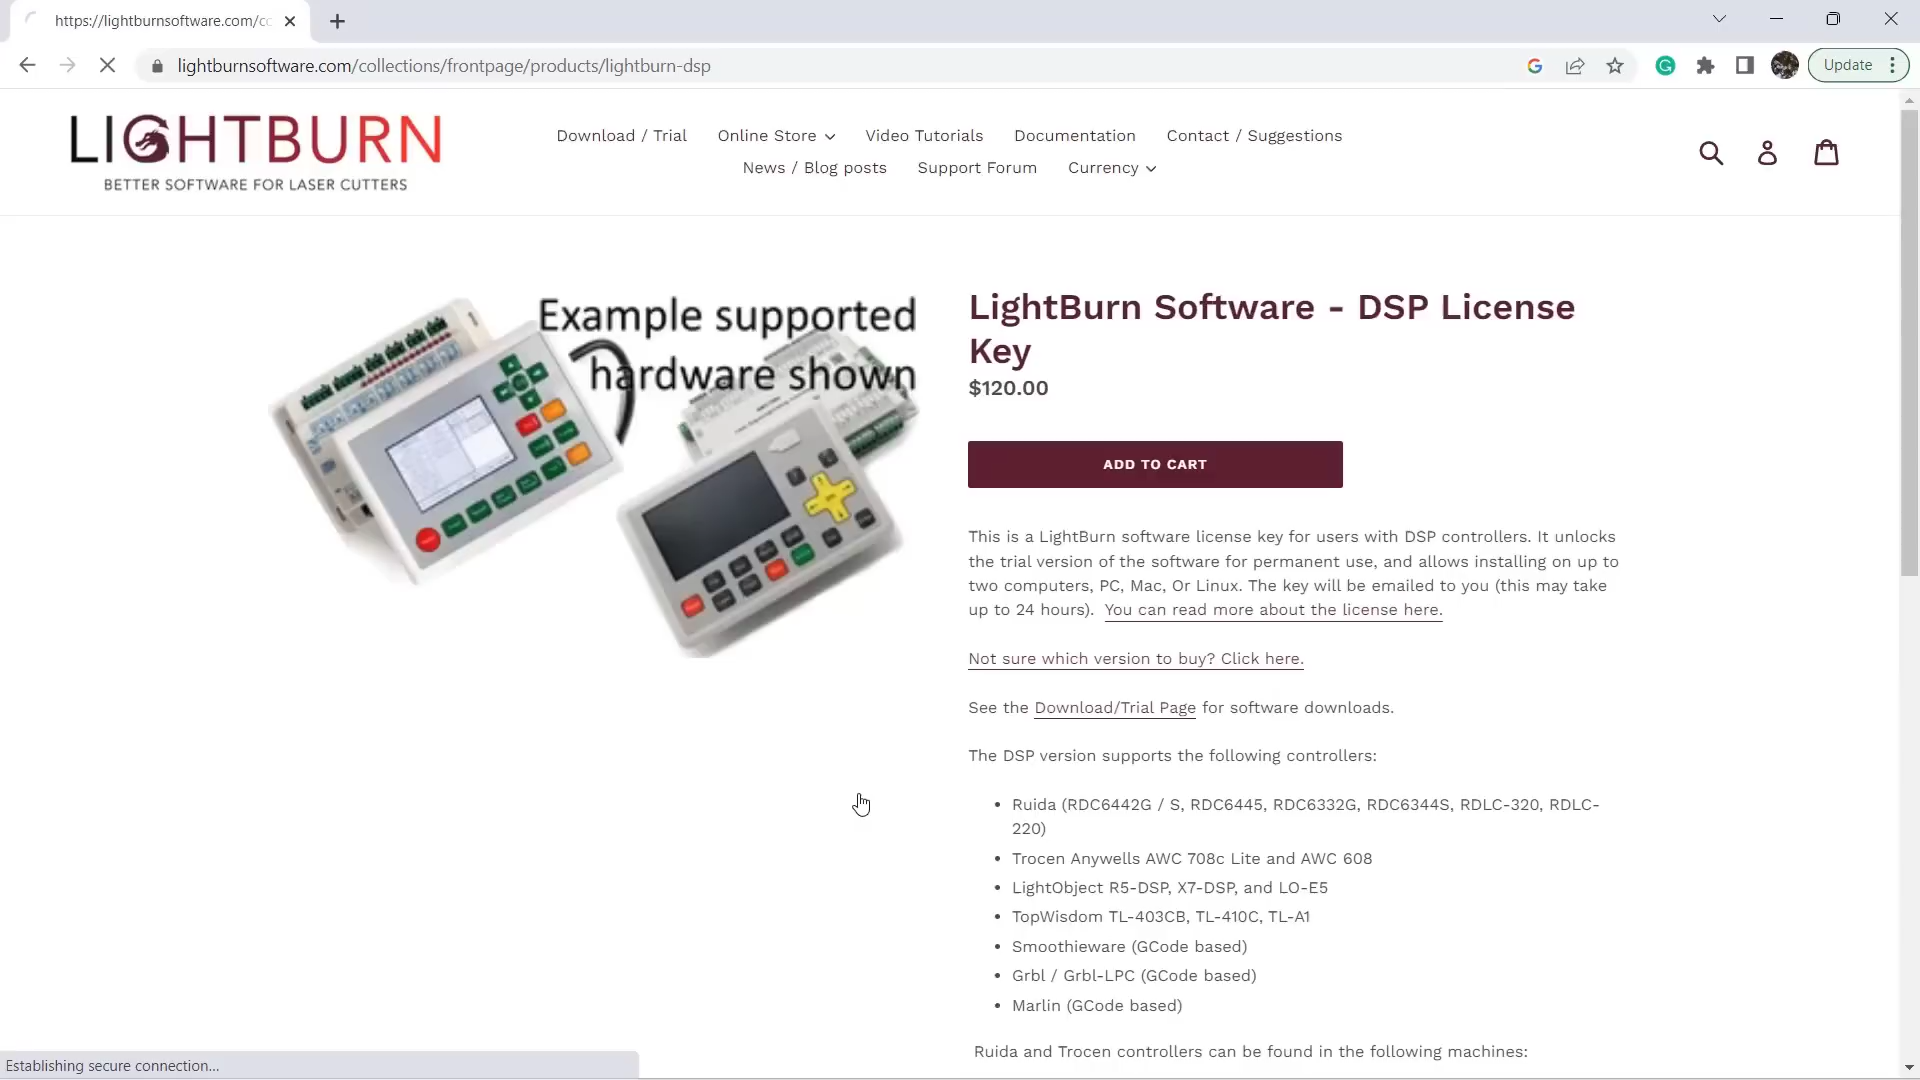 https://lightburnsoftware.com/cc
lightburnsoftware.com/collections/frontpage/products/lightburn-dsp
Update
LIGHTBURN
BETTER SOFTWARE FOR LASER CUTTERS
Download / Trial
Online Store
Video Tutorials
Documentation
Contact / Suggestions
News / Blog posts
Support Forum
Currency
Example supported
hardware shown
LightBurn Software - DSP License
Key
$120.00
ADD TO CART
This is a LightBurn software license key for users with DSP controllers. It unlocks
the trial version of the software for permanent use, and allows installing on up to
two computers, PC, Mac, Or Linux. The key will be emailed to you (this may take
up to 24 hours). You can read more about the license here.
Not sure which version to buy? Click here.
See the Download/Trial Page for software downloads.
The DSP version supports the following controllers:
• Ruida (RDC6442G / S, RDC6445, RDC6332G, RDC6344S, RDLC-320, RDLC-
220)
• Trocen Anywells AWC 708c Lite and AWC 608
• LightObject R5-DSP, X7-DSP, and LO-E5
• TopWisdom TL-403CB, TL-410C, TL-A1
• Smoothieware (GCode based)
• Grbl / Grbl-LPC (GCode based)
• Marlin (GCode based)
Ruida and Trocen controllers can be found in the following machines:
Establishing secure connection...